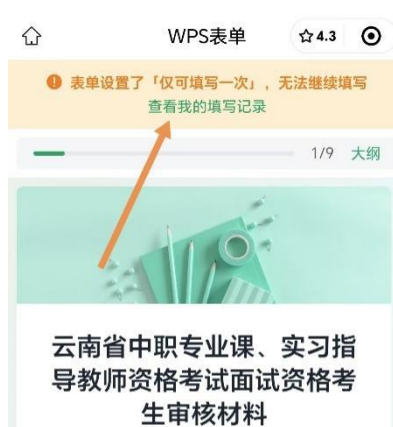 WPS表单
4.3
表单设置了「仅可填写一次」,无法继续填写
查看我的填写记录
1/9 大纲
云南省中职专业课、实习指
导教师资格考试面试资格考
生审核材料